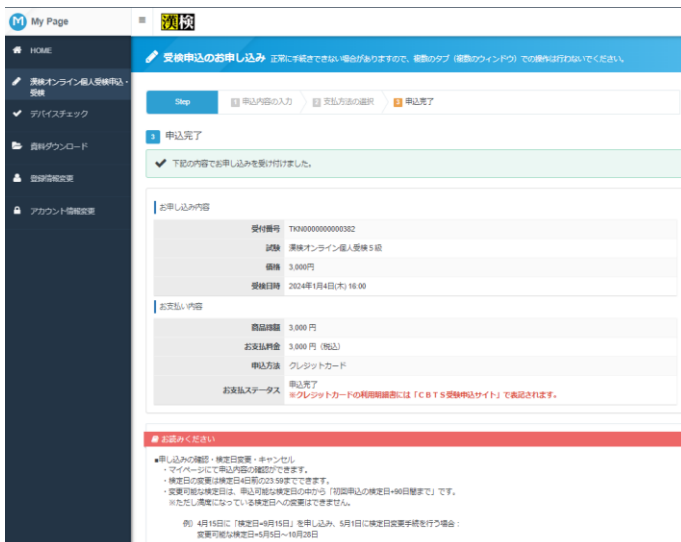 My Page
漢検
HOME
漢検オンライン個人受検申込・
受検
デバイスチェック
資料ダウンロード
登録情報変更
アカウント情報変更
受検申込のお申し込み 正常に手続きできない場合がありますので、複数のタブ（複数のウィンドウ）での操作は行わないでください。
Step 1 申込内容の入力 2 支払方法の選択 3 申込完了
3 申込完了
下記の内容でお申し込みを受け付けました。
お申し込み内容
受付番号 TKN0000000000382
試験 漢検オンライン個人受検５級
価格 3,000円
受検日時 2024年1月4日(木) 16:00
お支払い内容
商品総額 3,000 円
お支払料金 3,000 円（税込）
申込方法 クレジットカード
お支払ステータス 申込完了
※クレジットカードの利用明細書には「ＣＢＴＳ受験申込サイト」で表記されます。
お読みください
■申し込みの確認・検定日変更・キャンセル
・マイページにて申込内容の確認ができます。
・検定日の変更は検定日4日前の23:59までできます。
・変更可能な検定日は、申込可能な検定日の中から「初回申込の検定日+90日間まで」です。
※ただし満席になっている検定日への変更はできません。
例）4月15日に「検定日=9月15日」を申し込み、5月1日に検定日変更手続を行う場合：
変更可能な検定日=5月5日～10月28日